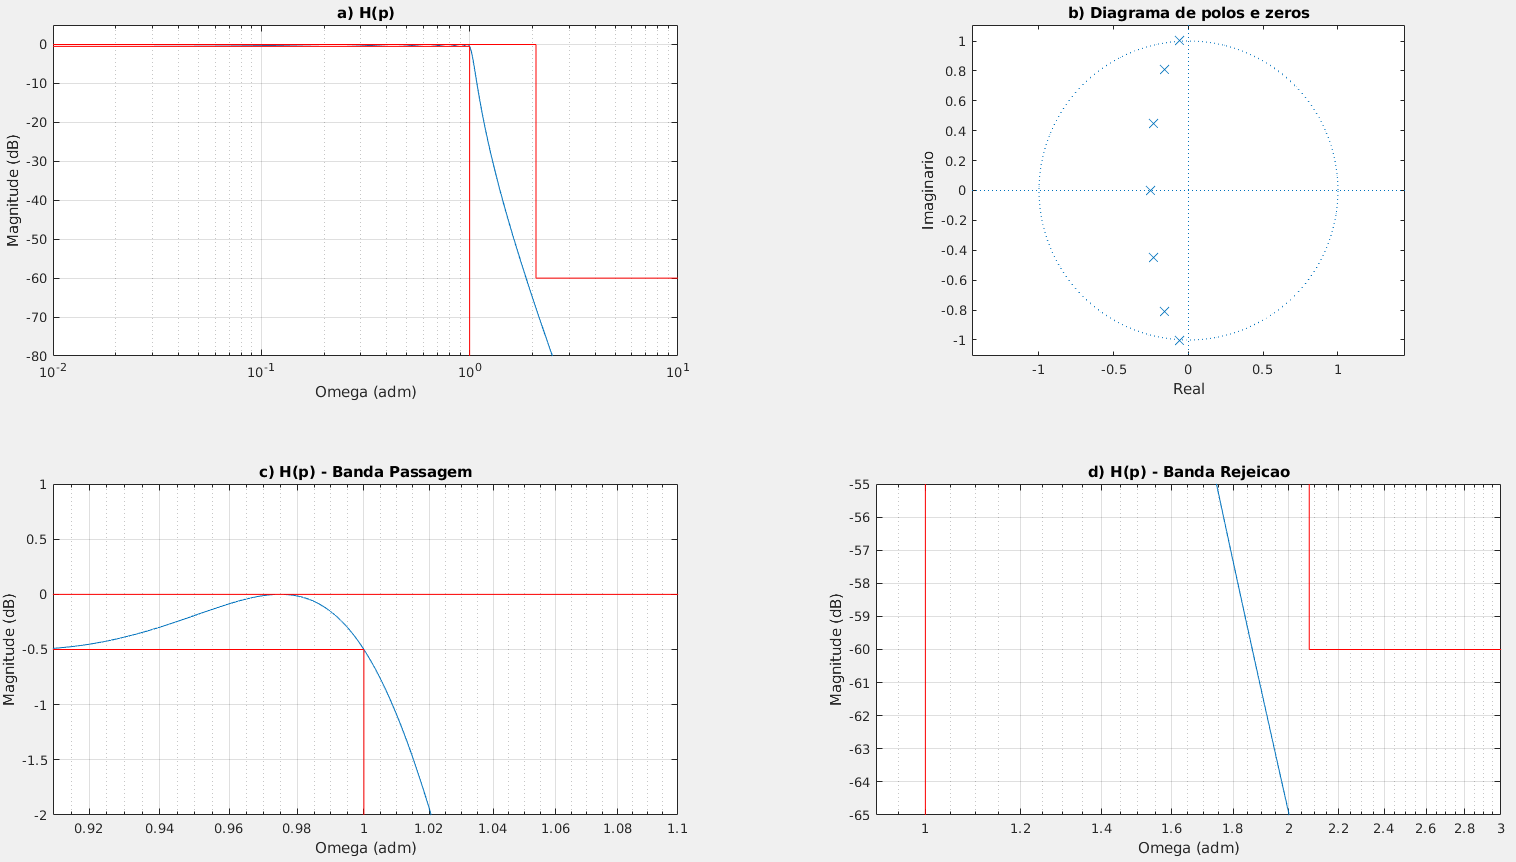 a) H(p)
Magnitude (dB)
0
-10
-20
-30
-40
-50
-60
-70
-80
10^-2 10^-1 10^0 10^1
Omega (adm)
b) Diagrama de polos e zeros
Imaginario
1
0.8
0.6
0.4
0.2
0
-0.2
-0.4
-0.6
-0.8
-1
-1 -0.5 0 0.5 1
Real
c) H(p) - Banda Passagem
Magnitude (dB)
1
0.5
0
-0.5
-1
-1.5
-2
0.92 0.94 0.96 0.98 1 1.02 1.04 1.06 1.08 1.1
Omega (adm)
d) H(p) - Banda Rejeicao
Magnitude (dB)
-55
-56
-57
-58
-59
-60
-61
-62
-63
-64
-65
1 1.2 1.4 1.6 1.8 2 2.2 2.4 2.6 2.8 3
Omega (adm)